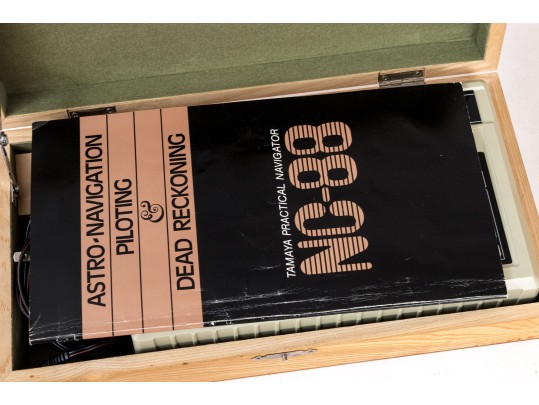 ASTRO-NAVIGATION
PILOTING
&
DEAD RECKONING
TAMAYA PRACTICAL NAVIGATOR
NC-88